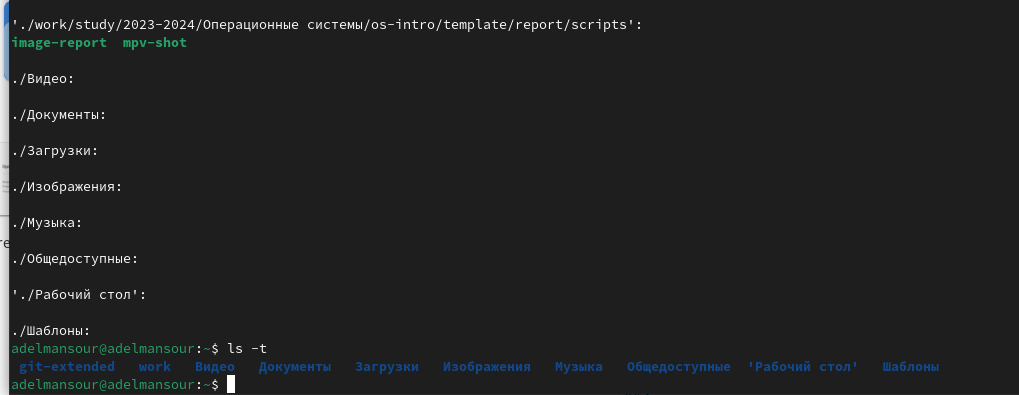 './work/study/2023-2024/Операционные системы/os-intro/template/report/scripts':
image-report  mpv-shot
./Видео:
./Документы:
./Загрузки:
./Изображения:
./Музыка:
./Общедоступные:
'./Рабочий стол':
./Шаблоны:
adelmansour@adelmansour:~$ ls -t
git-extended  work  Видео  Документы  Загрузки  Изображения  Музыка  Общедоступные  'Рабочий стол'  Шаблоны
adelmansour@adelmansour:~$